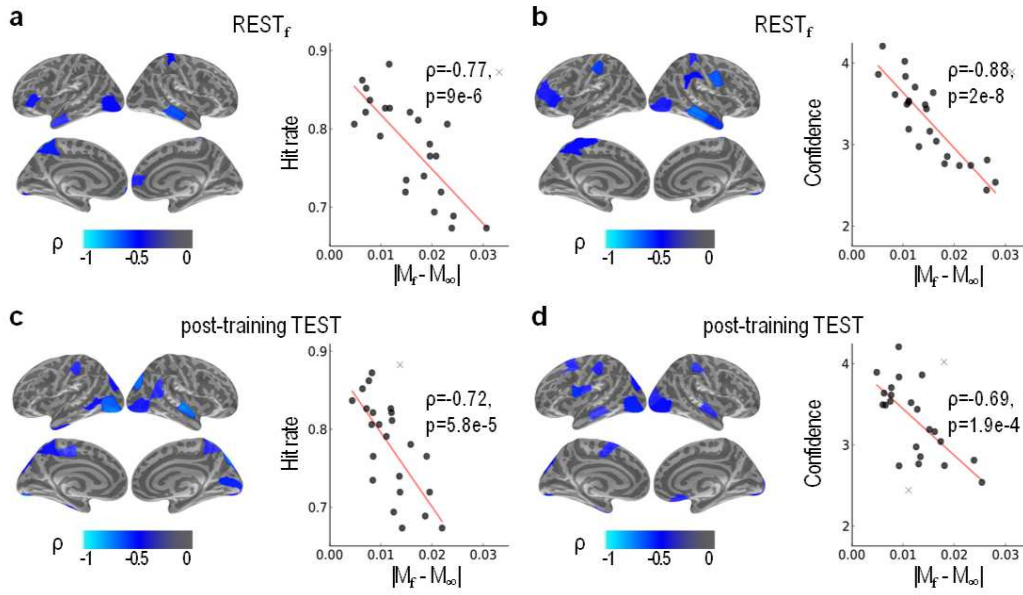 a
REST_f
0.9
0.8
0.7
0.6
Hit rate
ρ=-0.77,
p=9e-6
0.00 0.01 0.02 0.03
|M_f - M_∞|
ρ
-1 -0.5 0
b
REST_f
4
3
2
Confidence
ρ=-0.88,
p=2e-8
0.00 0.01 0.02 0.03
|M_f - M_∞|
ρ
-1 -0.5 0
c
post-training TEST
0.9
0.8
0.7
0.6
Hit rate
ρ=-0.72,
p=5.8e-5
0.00 0.01 0.02 0.03
|M_f - M_∞|
ρ
-1 -0.5 0
d
post-training TEST
4
3
2
Confidence
ρ=-0.69,
p=1.9e-4
0.00 0.01 0.02 0.03
|M_f - M_∞|
ρ
-1 -0.5 0